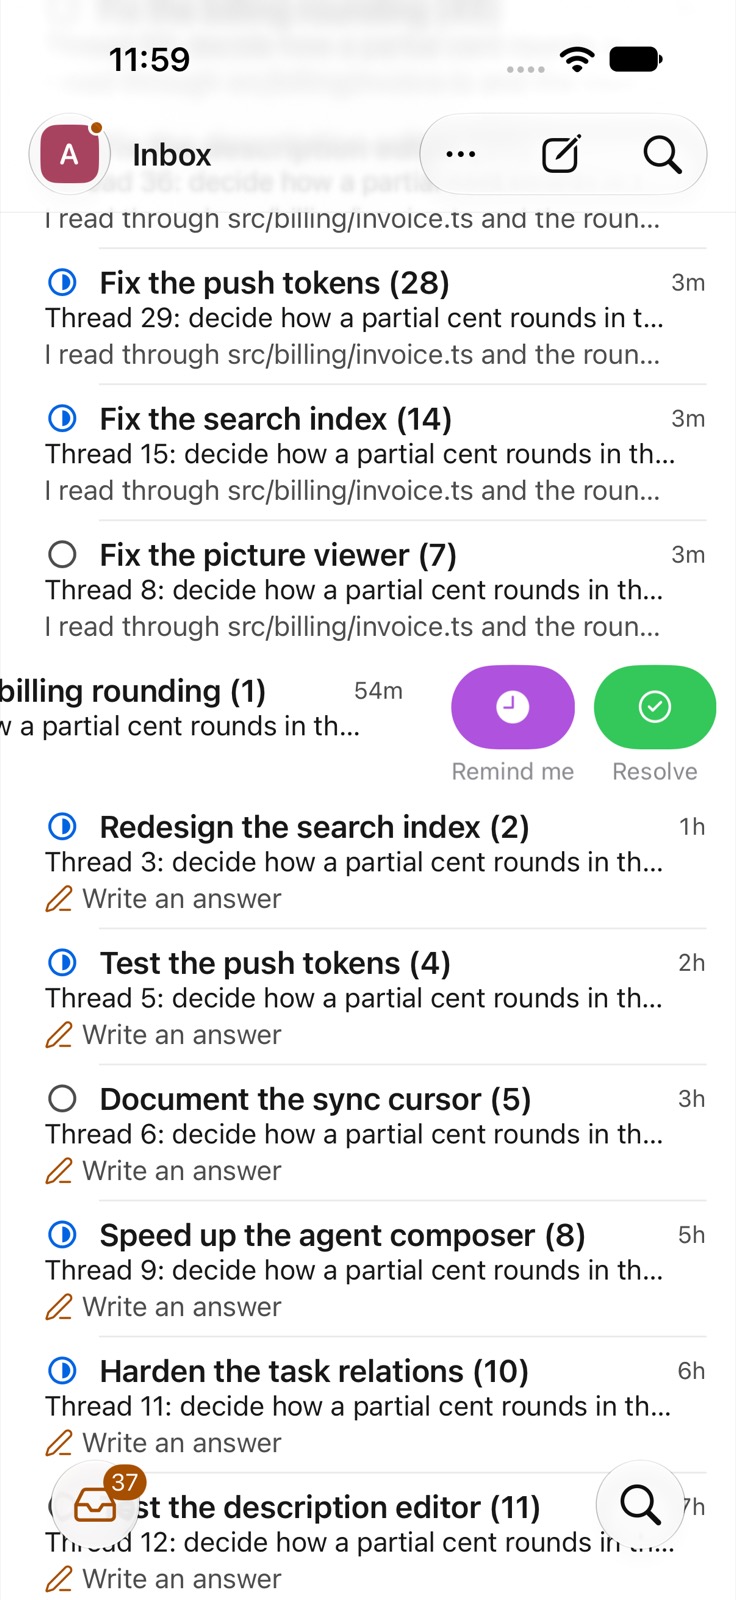 11:59
A
Inbox
I read through src/billing/invoice.ts and the roun...
Fix the push tokens (28)
3m
Thread 29: decide how a partial cent rounds in t...
I read through src/billing/invoice.ts and the roun...
Fix the search index (14)
3m
Thread 15: decide how a partial cent rounds in th...
I read through src/billing/invoice.ts and the roun...
Fix the picture viewer (7)
3m
Thread 8: decide how a partial cent rounds in th...
I read through src/billing/invoice.ts and the roun...
billing rounding (1)
54m
a partial cent rounds in th...
Remind me
Resolve
Redesign the search index (2)
1h
Thread 3: decide how a partial cent rounds in th...
Write an answer
Test the push tokens (4)
2h
Thread 5: decide how a partial cent rounds in th...
Write an answer
Document the sync cursor (5)
3h
Thread 6: decide how a partial cent rounds in th...
Write an answer
Speed up the agent composer (8)
5h
Thread 9: decide how a partial cent rounds in th...
Write an answer
Harden the task relations (10)
6h
Thread 11: decide how a partial cent rounds in th...
Write an answer
37
the description editor (11)
7h
Thread 12: decide how a partial cent rounds in th...
Write an answer